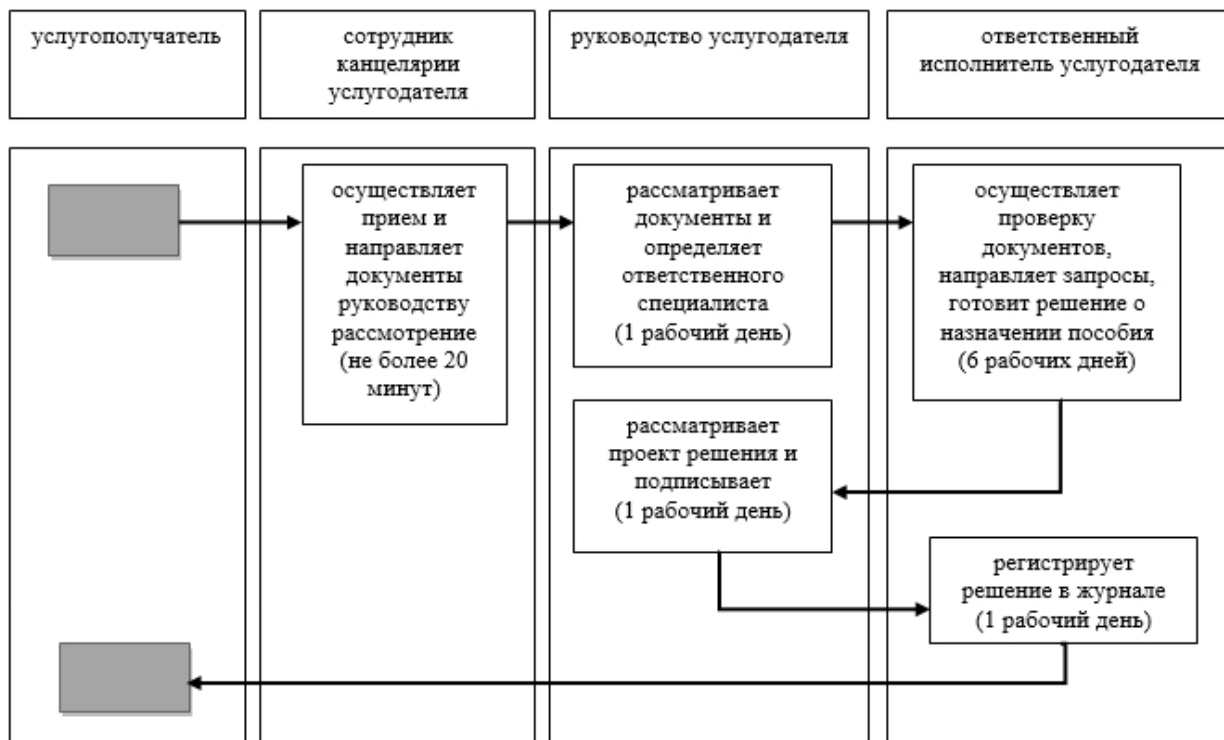 услугополучатель
сотрудник
канцелярии
услугодателя
руководство услугодателя
ответственный
исполнитель услугодателя
осуществляет
прием и
направляет
документы
руководству
рассмотрение
(не более 20
минут)
рассматривает
документы и
определяет
ответственного
специалиста
(1 рабочий день)
осуществляет
проверку
документов,
направляет запросы,
готовит решение о
назначении пособия
(6 рабочих дней)
рассматривает
проект решения и
подписывает
(1 рабочий день)
регистрирует
решение в журнале
(1 рабочий день)